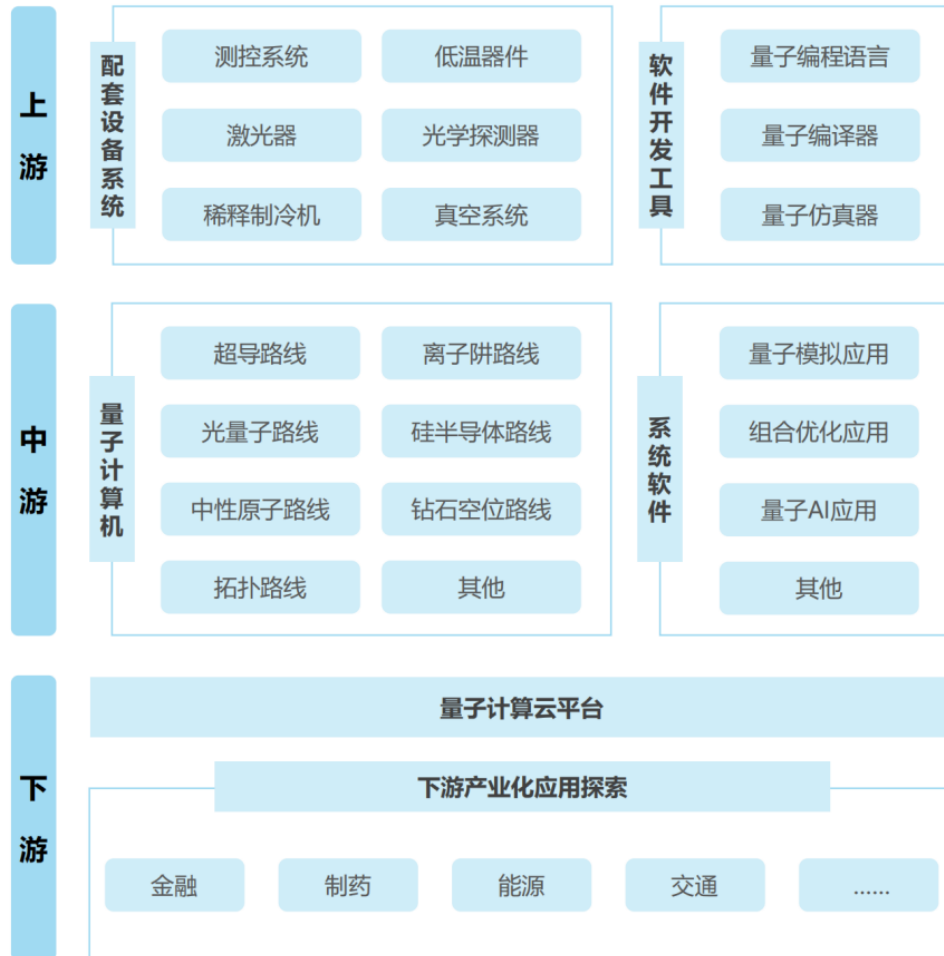 上游
配套设备系统
测控系统
低温器件
激光器
光学探测器
稀释制冷机
真空系统
软件开发工具
量子编程语言
量子编译器
量子仿真器
中游
量子计算机
超导路线
离子阱路线
光量子路线
硅半导体路线
中性原子路线
钻石空位路线
拓扑路线
其他
系统软件
量子模拟应用
组合优化应用
量子AI应用
其他
下游
量子计算云平台
下游产业化应用探索
金融
制药
能源
交通
......